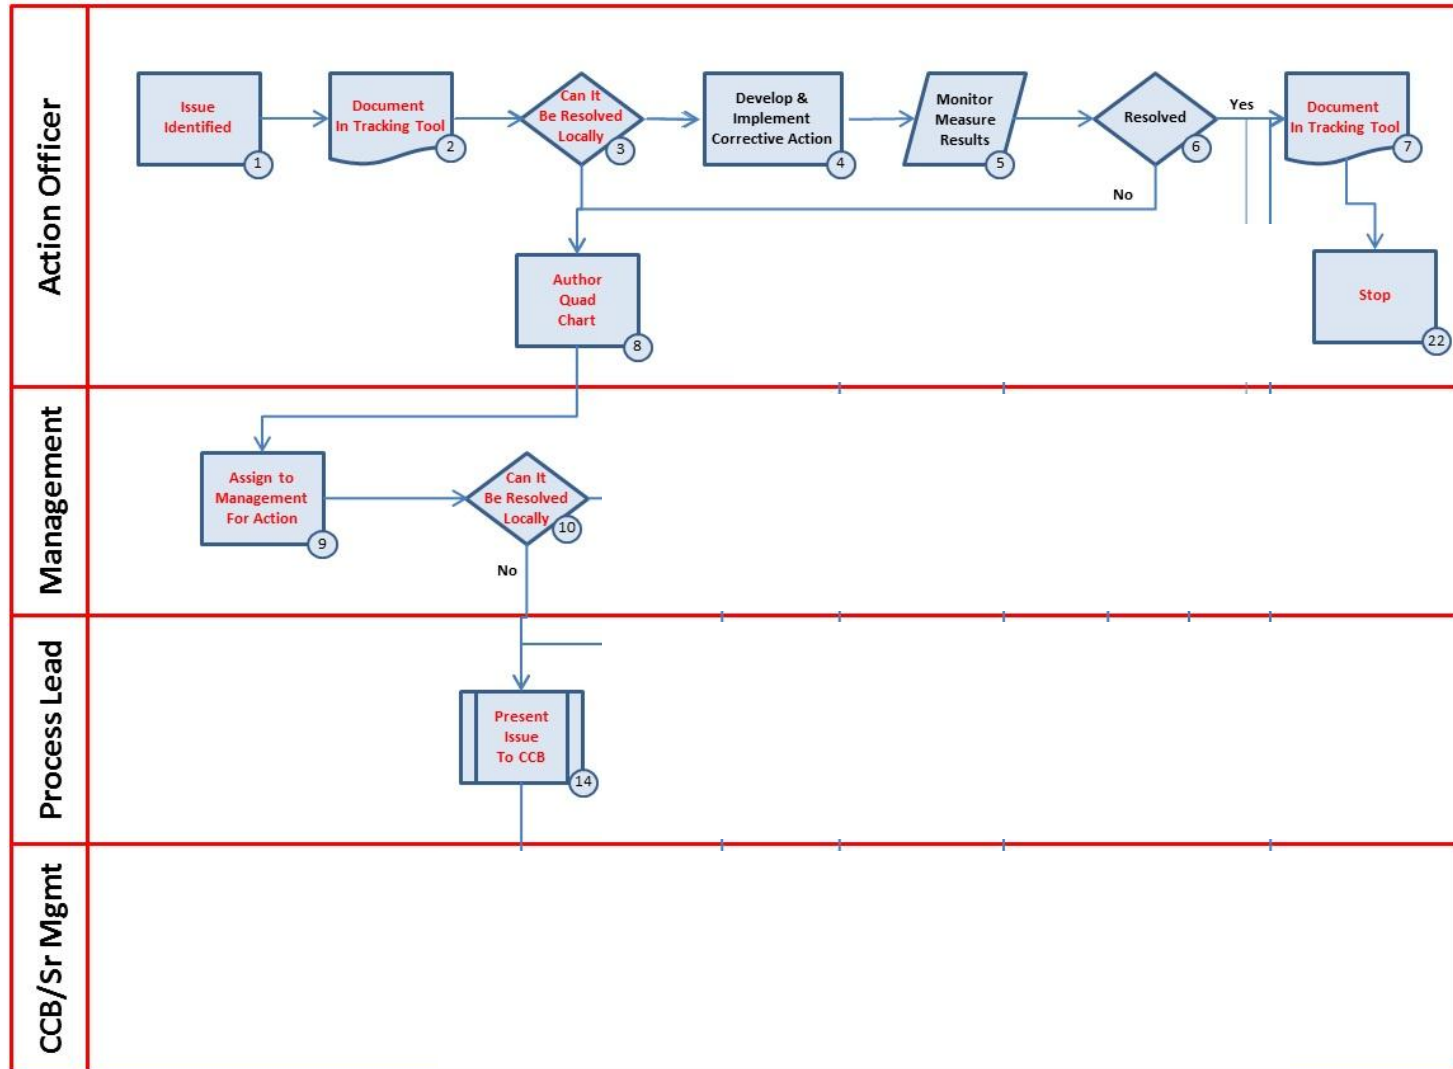 Action Officer
Issue
Identified
1
Document
In Tracking Tool
2
Can It
Be Resolved
Locally
3
Develop &
Implement
Corrective Action
4
Monitor
Measure
Results
5
Resolved
6
Yes
No
Document
In Tracking Tool
7
Author
Quad
Chart
8
Stop
22
Management
Assign to
Management
For Action
9
Can It
Be Resolved
Locally
10
No
Process Lead
Present
Issue
To CCB
14
CCB/Sr Mgmt